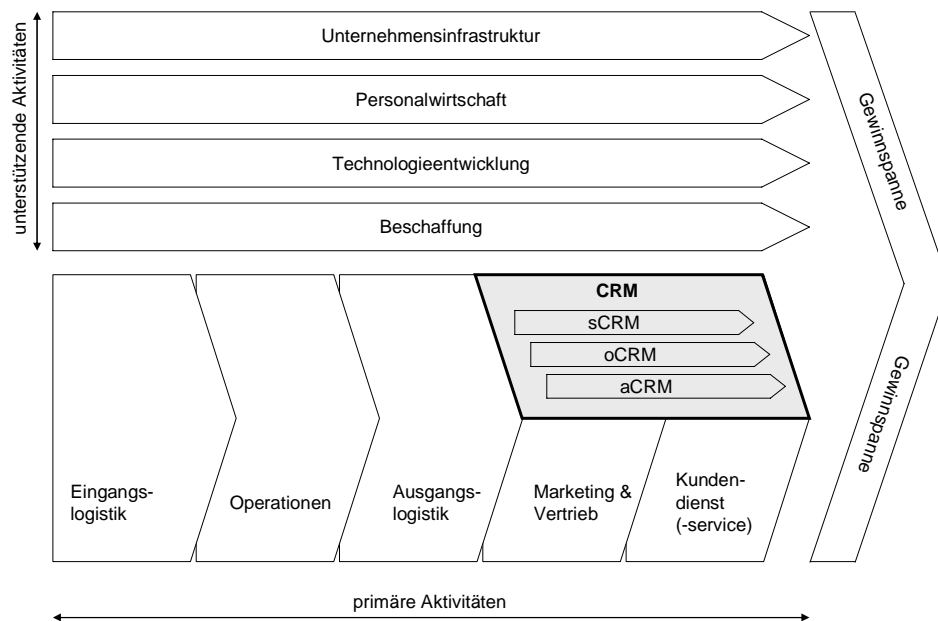 unterstützende Aktivitäten
Unternehmensinfrastruktur
Personalwirtschaft
Technologieentwicklung
Beschaffung
Gewinnspanne
Gewinnspanne
CRM
sCRM
oCRM
aCRM
Eingangs-
logistik
Operationen
Ausgangs-
logistik
Marketing &
Vertrieb
Kunden-
dienst
(-service)
primäre Aktivitäten